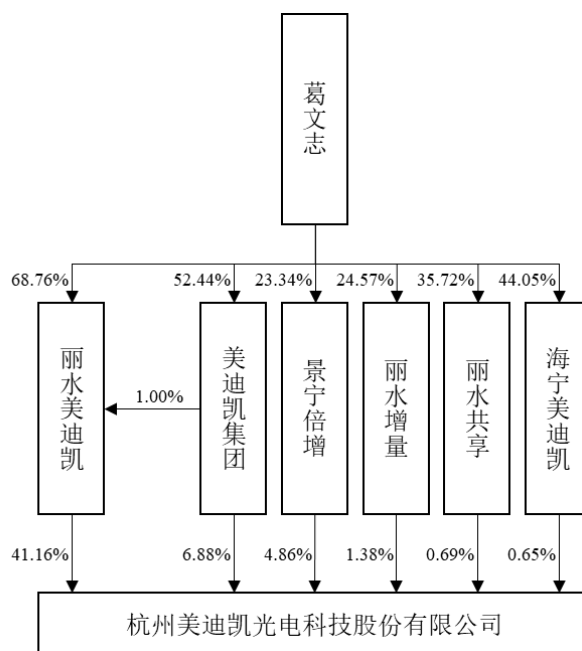 葛文志
68.76%
52.44%
23.34%
24.57%
35.72%
44.05%
丽水美迪凯
1.00%
美迪凯集团
景宁倍增
丽水增量
丽水共享
海宁美迪凯
41.16%
6.88%
4.86%
1.38%
0.69%
0.65%
杭州美迪凯光电科技股份有限公司